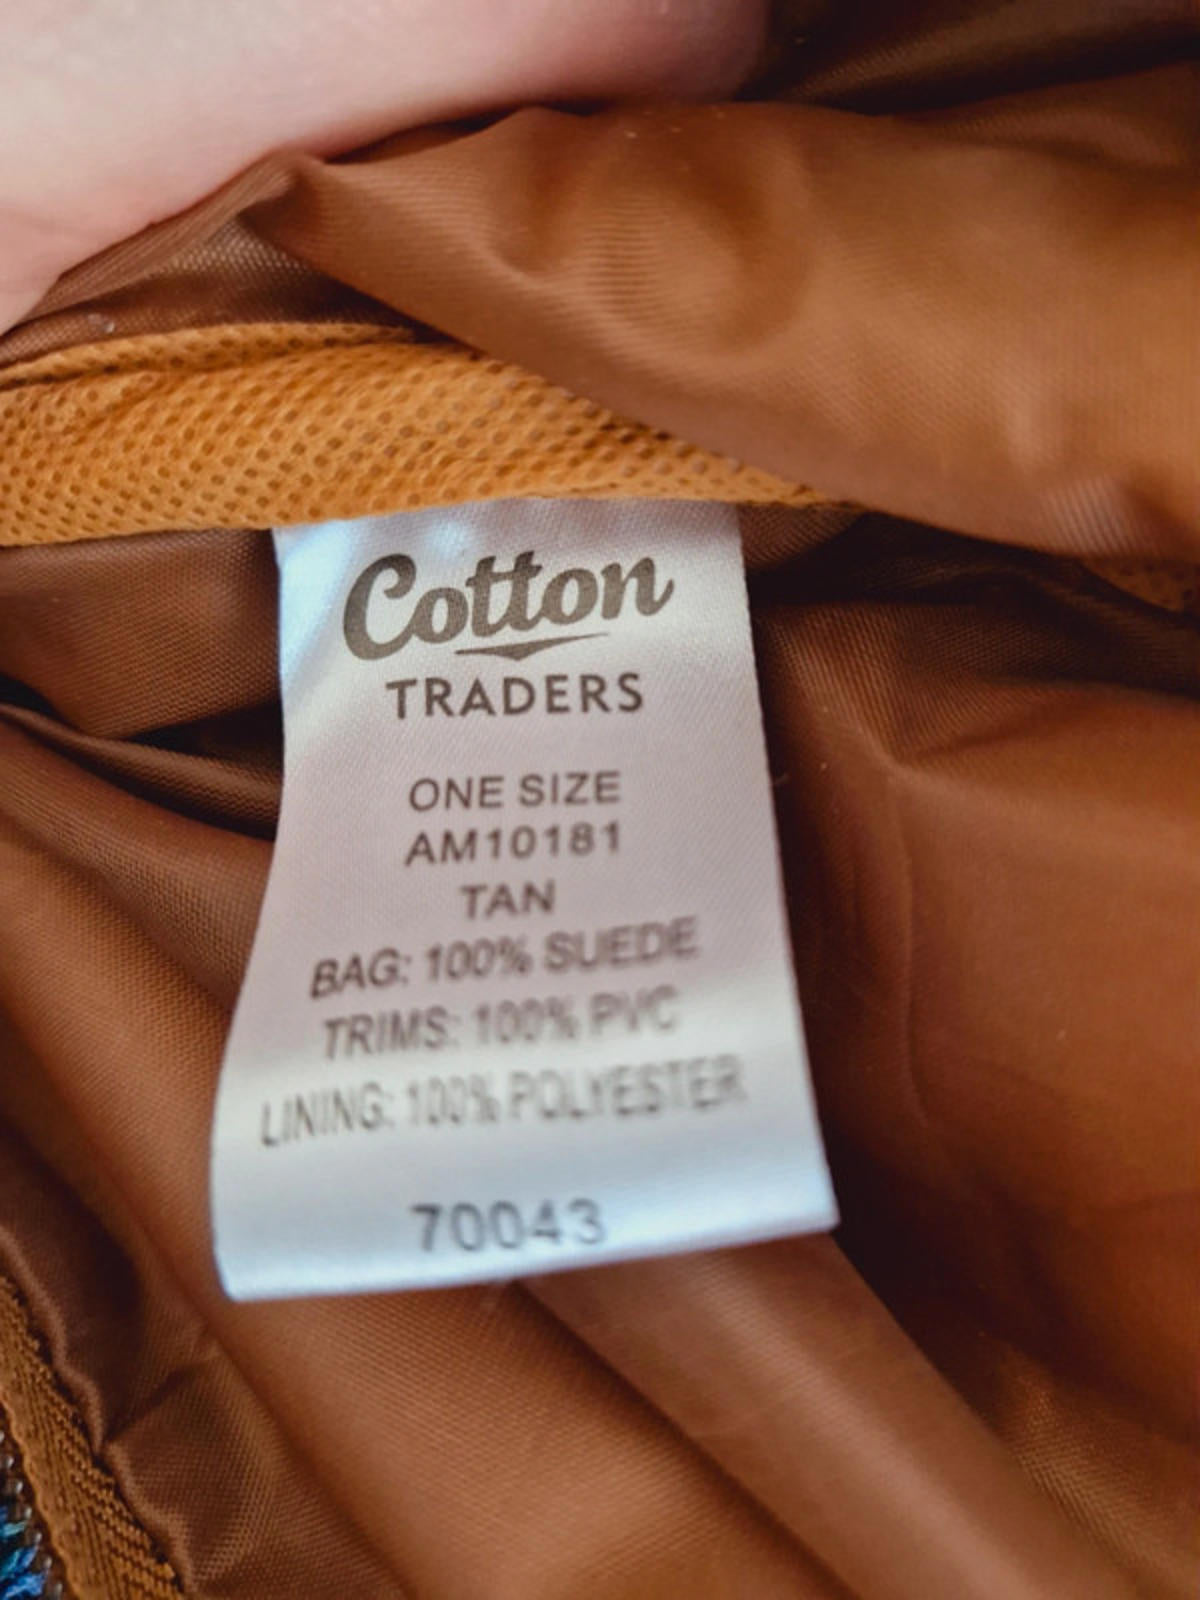 Cotton
TRADERS
ONE SIZE
AM10181
TAN
BAG: 100% SUEDE
TRIMS: 100% PVC
LINING: 100% POLYESTER
70043